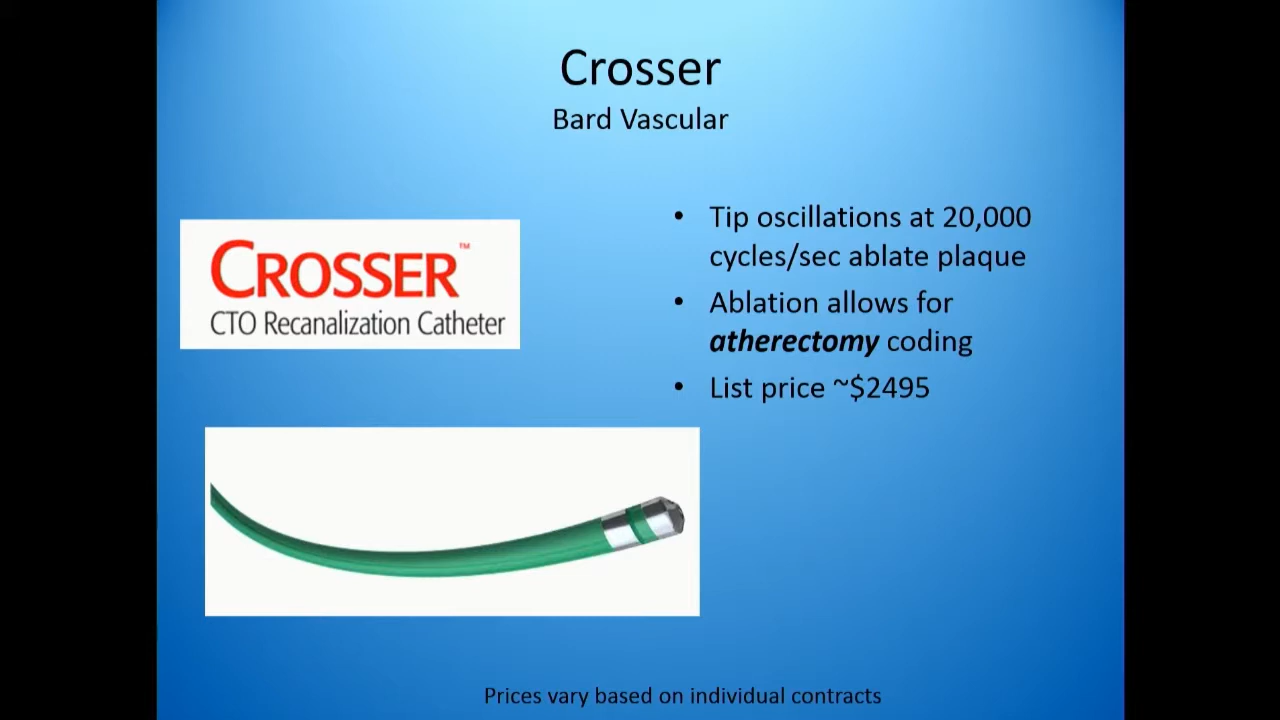 Crosser
Bard Vascular
CROSSER™
CTO Recanalization Catheter
• Tip oscillations at 20,000
cycles/sec ablate plaque
• Ablation allows for
atherectomy coding
• List price ~$2495
Prices vary based on individual contracts